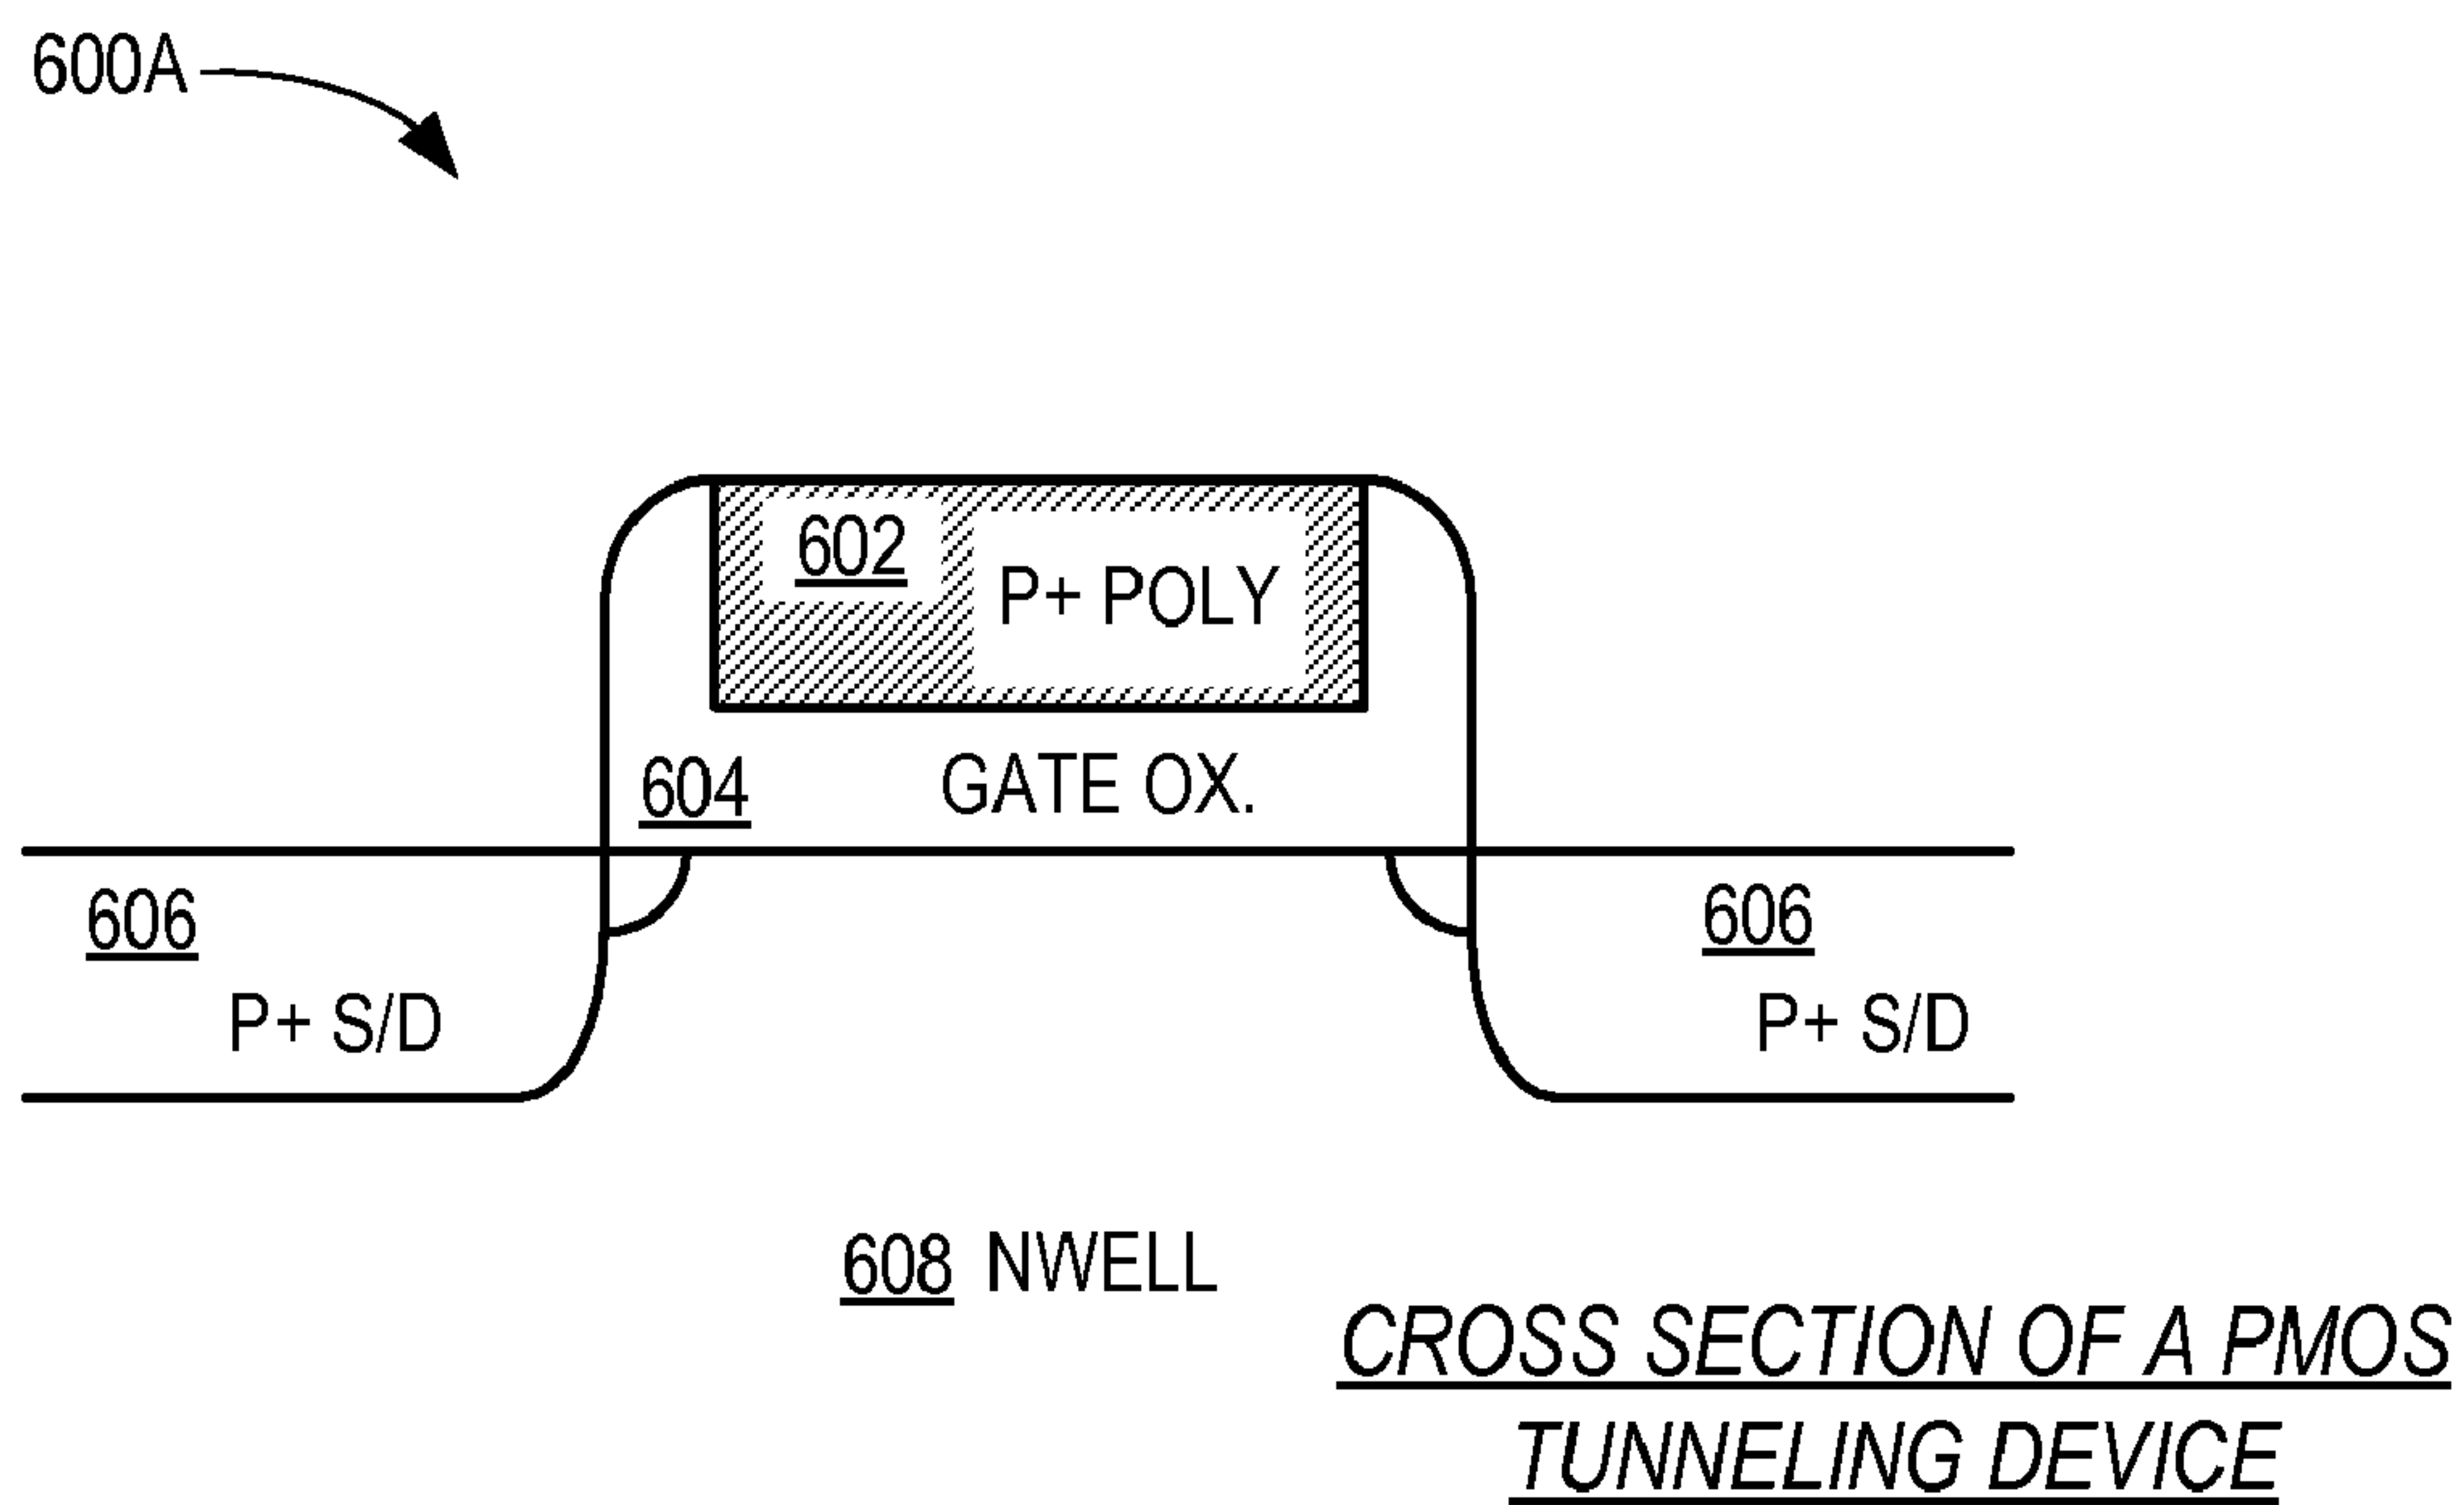 600A
602
P+ POLY
604
GATE OX.
606
606
P+ S/D
P+ S/D
608 NWELL
CROSS SECTION OF A PMOS
TUNNELING DEVICE